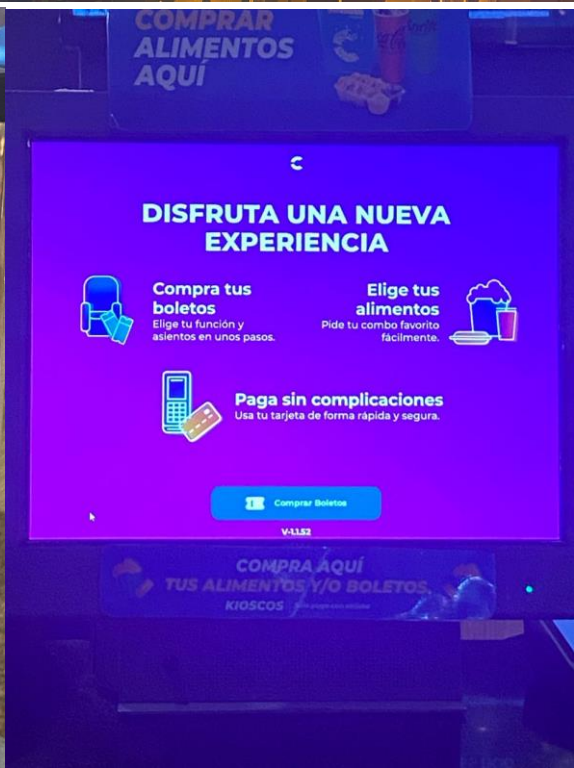 COMPRAR
ALIMENTOS
AQUÍ
DISFRUTA UNA NUEVA
EXPERIENCIA
Compra tus
boletos
Elige tu función y
asientos en unos pasos.
Elige tus
alimentos
Pide tu combo favorito
fácilmente.
Paga sin complicaciones
Usa tu tarjeta de forma rápida y segura.
Comprar Boletos
V-1.1.52
COMPRA AQUÍ
TUS ALIMENTOS Y/O BOLETOS
KIOSCOS